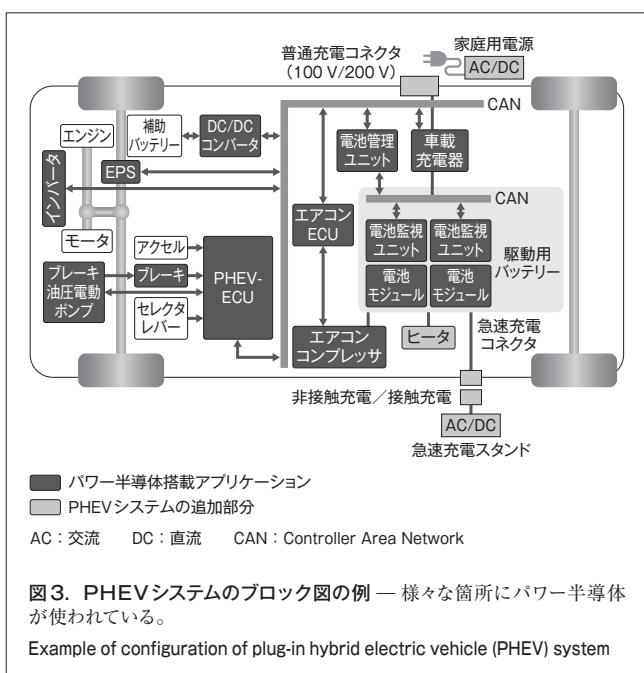 普通充電コネクタ
（100 V/200 V）
家庭用電源
AC/DC
CAN
エンジン
補助
バッテリー
DC/DC
コンバータ
電池管理
ユニット
車載
充電器
インバータ
EPS
CAN
モータ
アクセル
エアコン
ECU
電池監視
ユニット
電池監視
ユニット
駆動用
バッテリー
ブレーキ
油圧電動
ポンプ
ブレーキ
PHEV-
ECU
電池
モジュール
電池
モジュール
セレクタ
レバー
エアコン
コンプレッサ
ヒータ
急速充電
コネクタ
非接触充電／接触充電
AC/DC
急速充電スタンド
パワー半導体搭載アプリケーション
PHEVシステムの追加部分
AC：交流 DC：直流 CAN：Controller Area Network
図3．PHEVシステムのブロック図の例 ― 様々な箇所にパワー半導体
が使われている。
Example of configuration of plug-in hybrid electric vehicle (PHEV) system